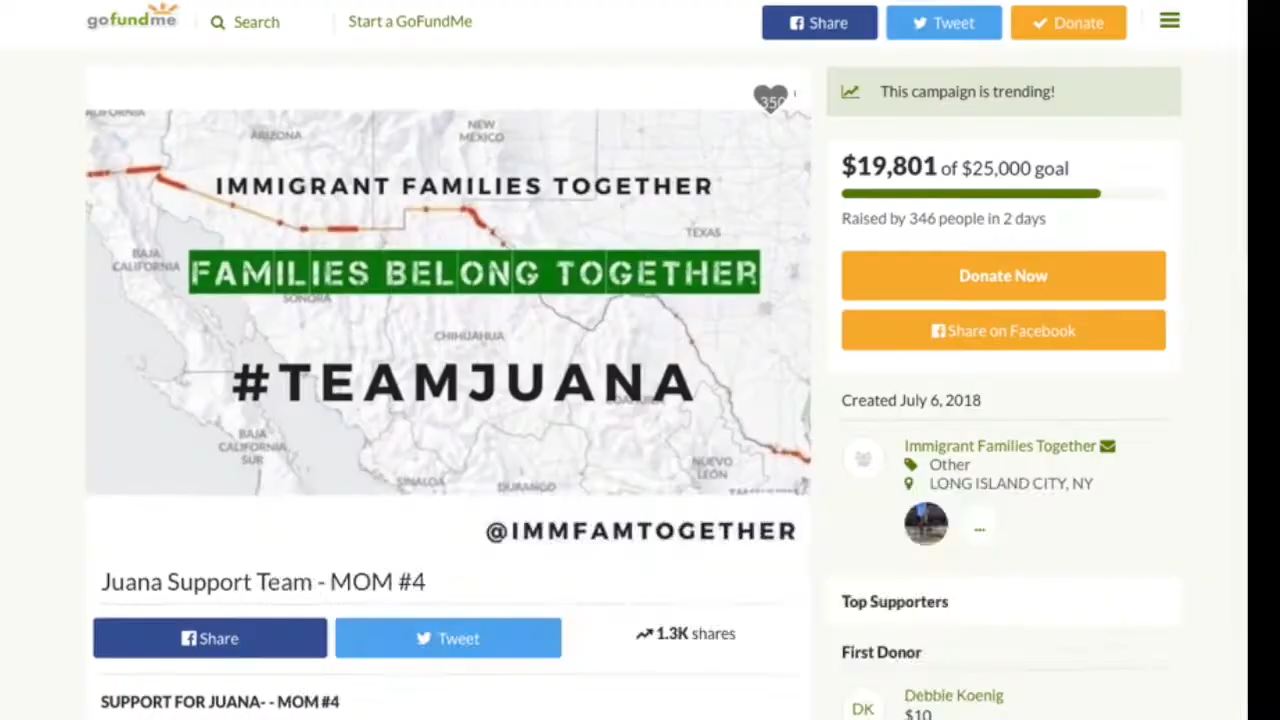 gofundme
Search
Start a GoFundMe
Share
Tweet
Donate
350
This campaign is trending!
CALIFORNIA
ARIZONA
NEW
MEXICO
IMMIGRANT FAMILIES TOGETHER
TEXAS
BAJA
CALIFORNIA
FAMILIES BELONG TOGETHER
SONORA
CHIHUAHUA
#TEAMJUANA
BAJA
CALIFORNIA
SUR
SINALOA
DURANGO
NUEVO
LEÓN
@IMMFAMTOGETHER
Juana Support Team - MOM #4
Share
Tweet
1.3K shares
SUPPORT FOR JUANA- - MOM #4
$19,801 of $25,000 goal
Raised by 346 people in 2 days
Donate Now
Share on Facebook
Created July 6, 2018
Immigrant Families Together
Other
LONG ISLAND CITY, NY
...
Top Supporters
First Donor
DK
Debbie Koenig
$10